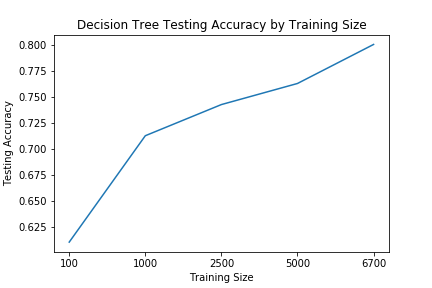 Decision Tree Testing Accuracy by Training Size
0.800
0.775
0.750
0.725
0.700
0.675
0.650
0.625
Testing Accuracy
100 1000 2500 5000 6700
Training Size